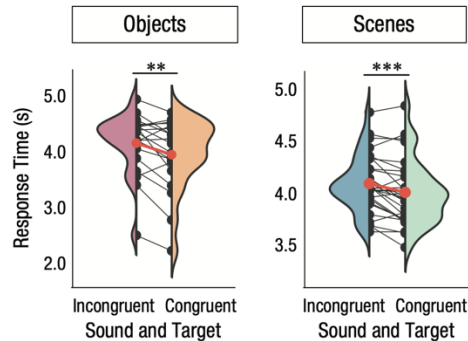 Objects
Scenes
**
***
Response Time (s)
5.0
4.0
3.0
2.0
5.0
4.5
4.0
3.5
Incongruent Congruent
Sound and Target
Incongruent Congruent
Sound and Target